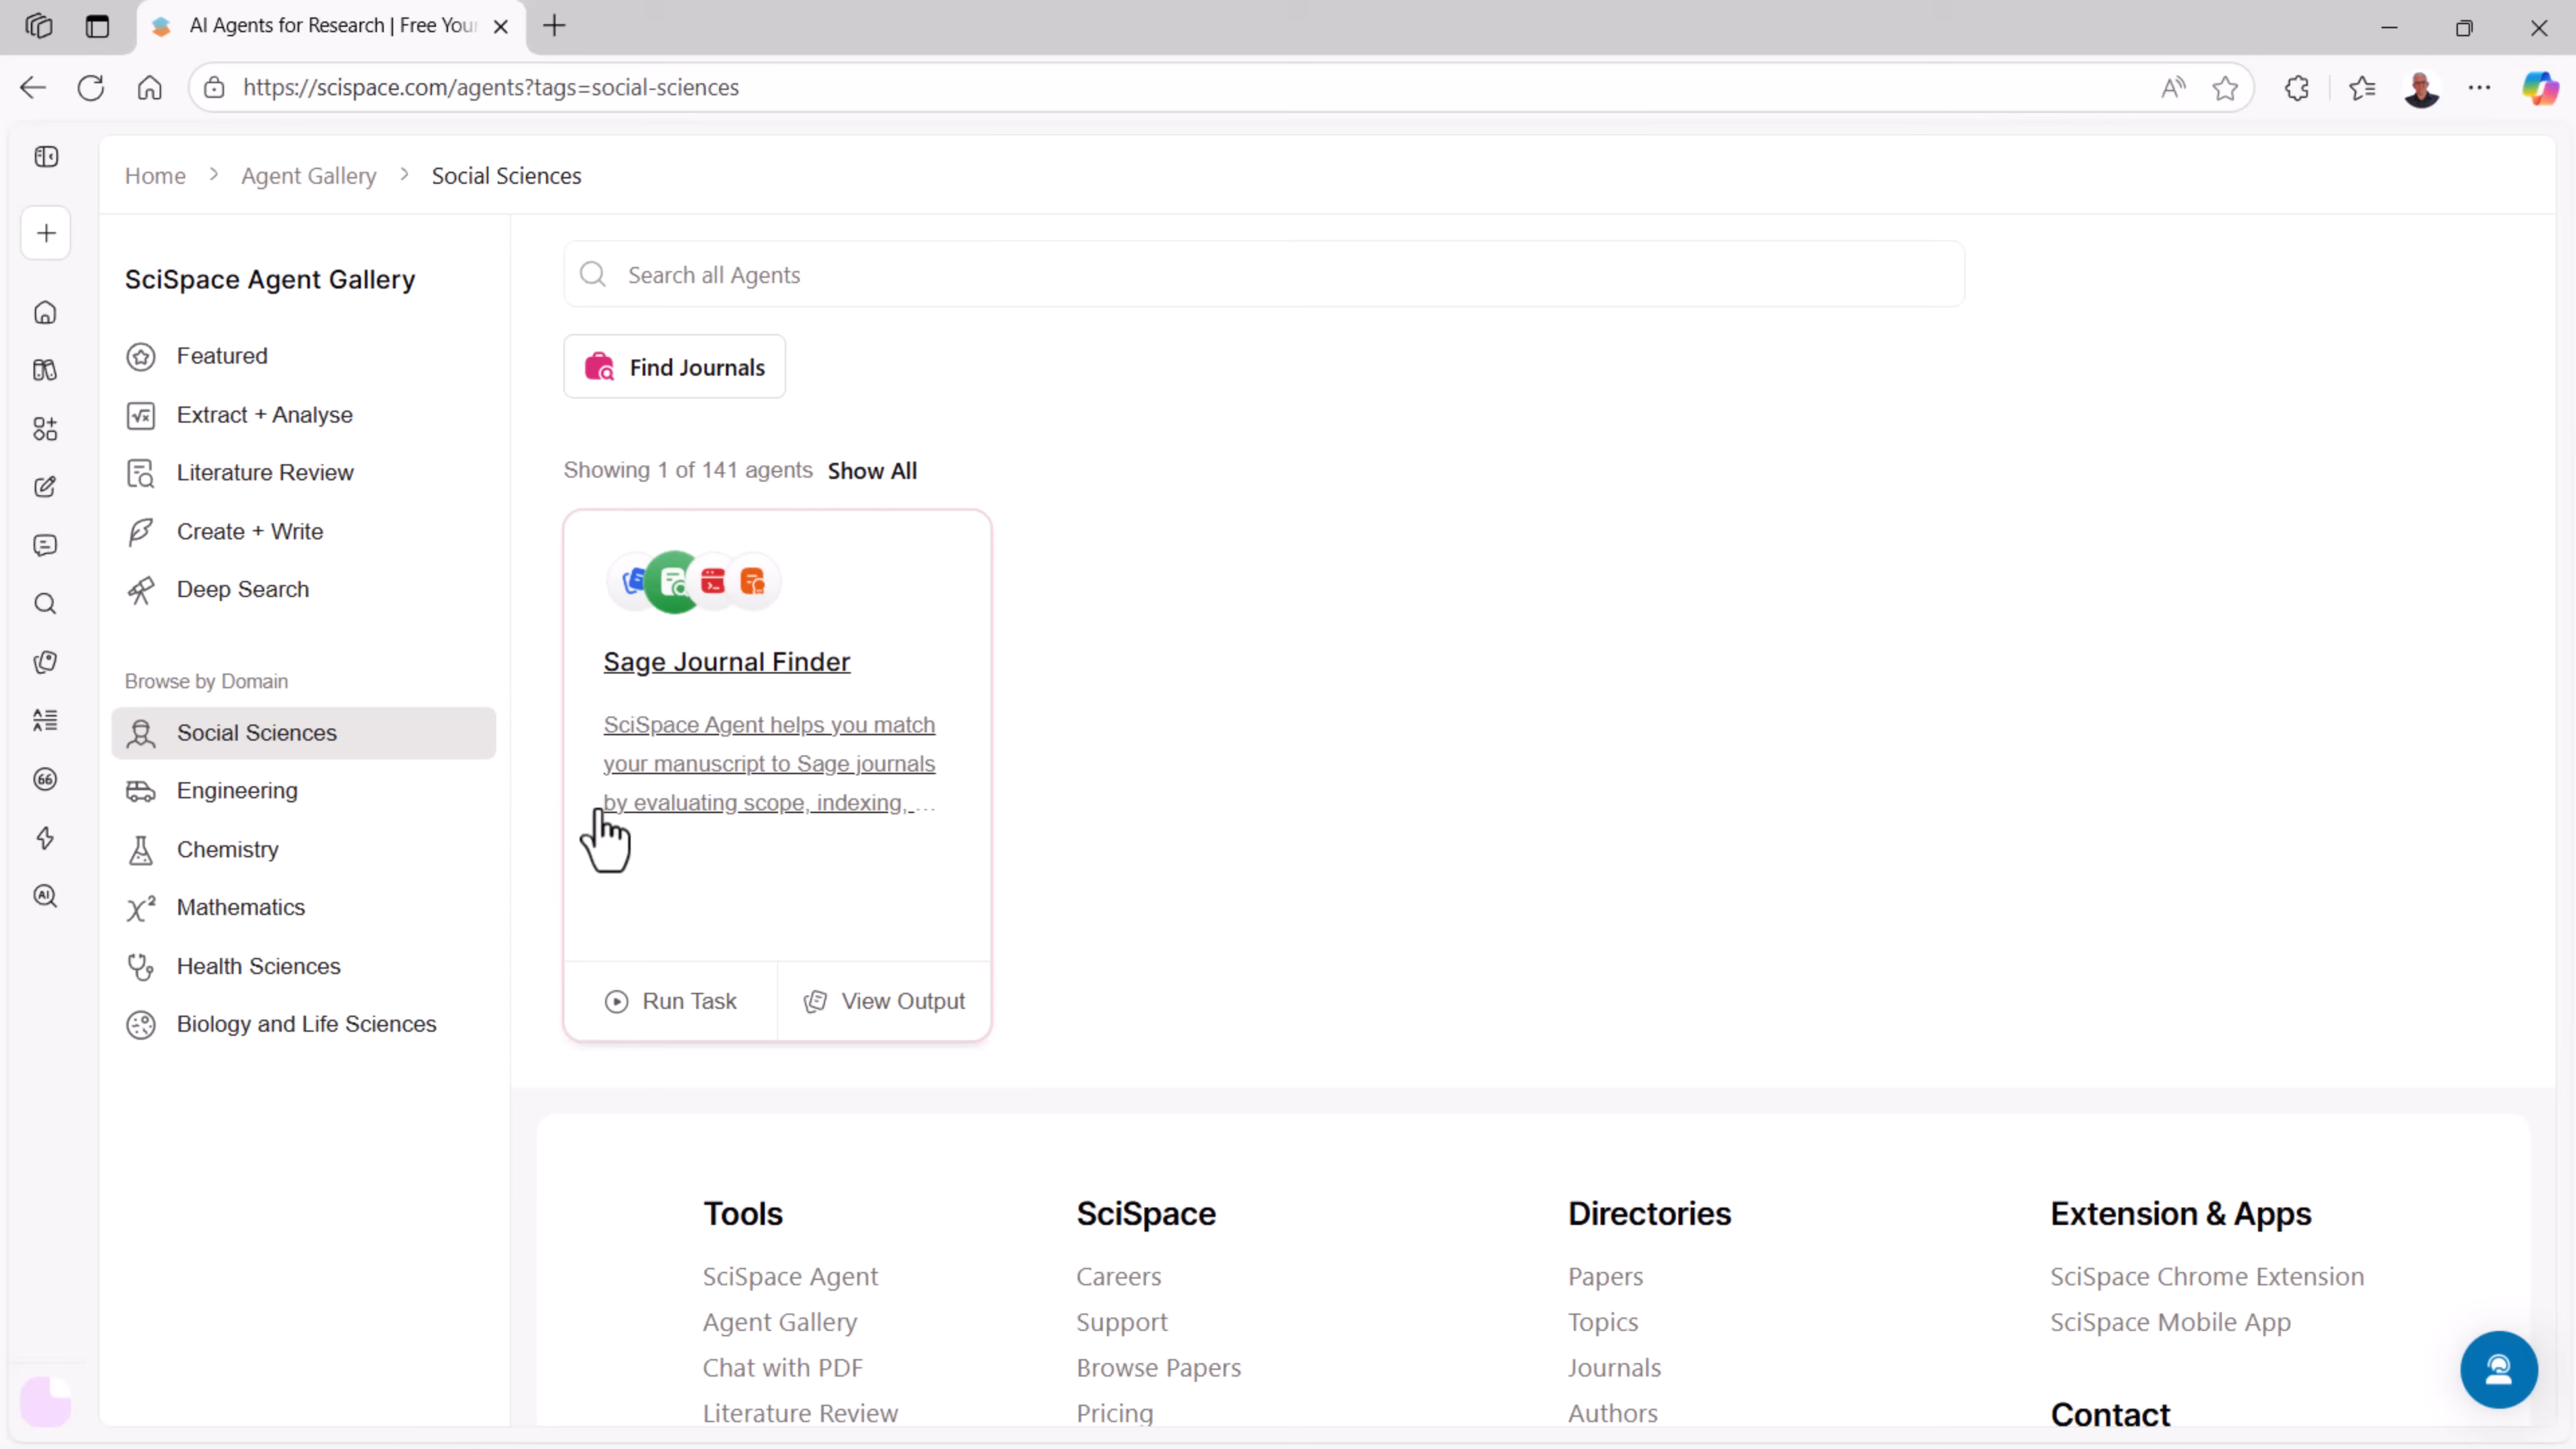 AI Agents for Research | Free Your
https://scispace.com/agents?tags=social-sciences
Home > Agent Gallery > Social Sciences
SciSpace Agent Gallery
Featured
Extract + Analyse
Literature Review
Create + Write
Deep Search
Browse by Domain
Social Sciences
Engineering
Chemistry
Mathematics
Health Sciences
Biology and Life Sciences
Search all Agents
Find Journals
Showing 1 of 141 agents Show All
Sage Journal Finder
SciSpace Agent helps you match
your manuscript to Sage journals
by evaluating scope, indexing, ...
Run Task
View Output
Tools
SciSpace Agent
Agent Gallery
Chat with PDF
Literature Review
SciSpace
Careers
Support
Browse Papers
Pricing
Directories
Papers
Topics
Journals
Authors
Extension & Apps
SciSpace Chrome Extension
SciSpace Mobile App
Contact